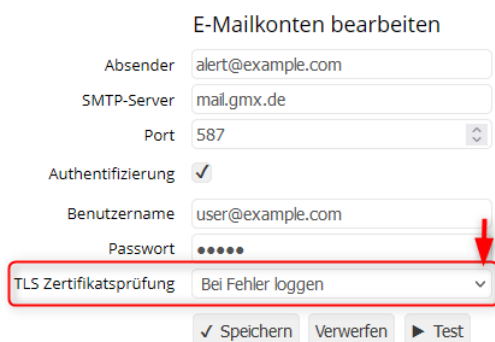 E-Mailkonten bearbeiten
Absender alert@example.com
SMTP-Server mail.gmx.de
Port 587
Authentifizierung ✓
Benutzername user@example.com
Passwort •••••
TLS Zertifikatsprüfung Bei Fehler loggen
✓ Speichern Verwerfen ▶ Test